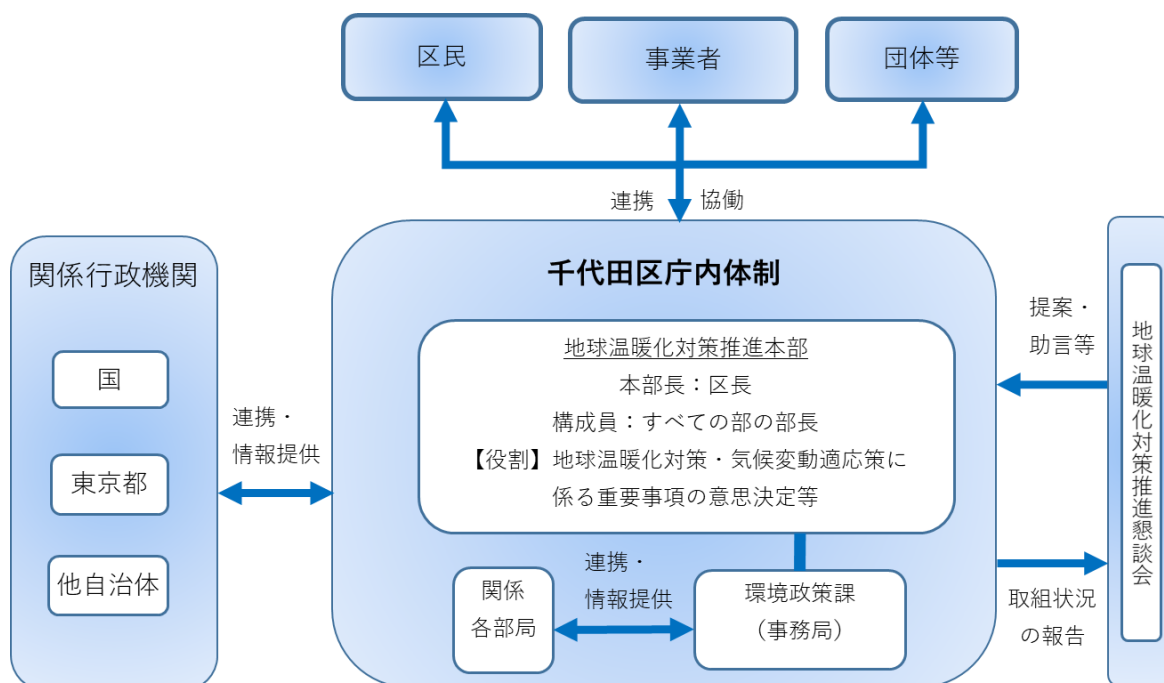 区民
事業者
団体等
連携
協働
関係行政機関
国
東京都
他自治体
連携・
情報提供
千代田区庁内体制
地球温暖化対策推進本部
本部長：区長
構成員：すべての部の部長
【役割】地球温暖化対策・気候変動適応策に
係る重要事項の意思決定等
関係
各部局
連携・
情報提供
環境政策課
（事務局）
提案・
助言等
取組状況
の報告
地球温暖化対策推進懇談会